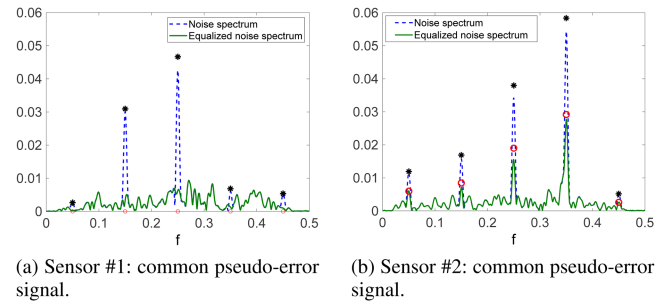 0.06
0.05
0.04
0.03
0.02
0.01
0
0 0.1 0.2 0.3 0.4 0.5
f
Noise spectrum
Equalized noise spectrum
(a) Sensor #1: common pseudo-error
signal.
0.06
0.05
0.04
0.03
0.02
0.01
0
0 0.1 0.2 0.3 0.4 0.5
f
Noise spectrum
Equalized noise spectrum
(b) Sensor #2: common pseudo-error
signal.